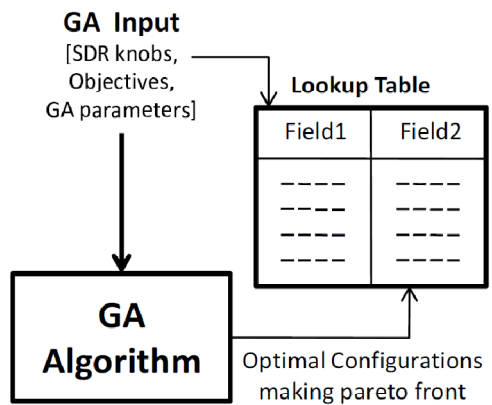 GA Input
[SDR knobs,
Objectives,
GA parameters]
Lookup Table
Field1 Field2
GA
Algorithm
Optimal Configurations
making pareto front